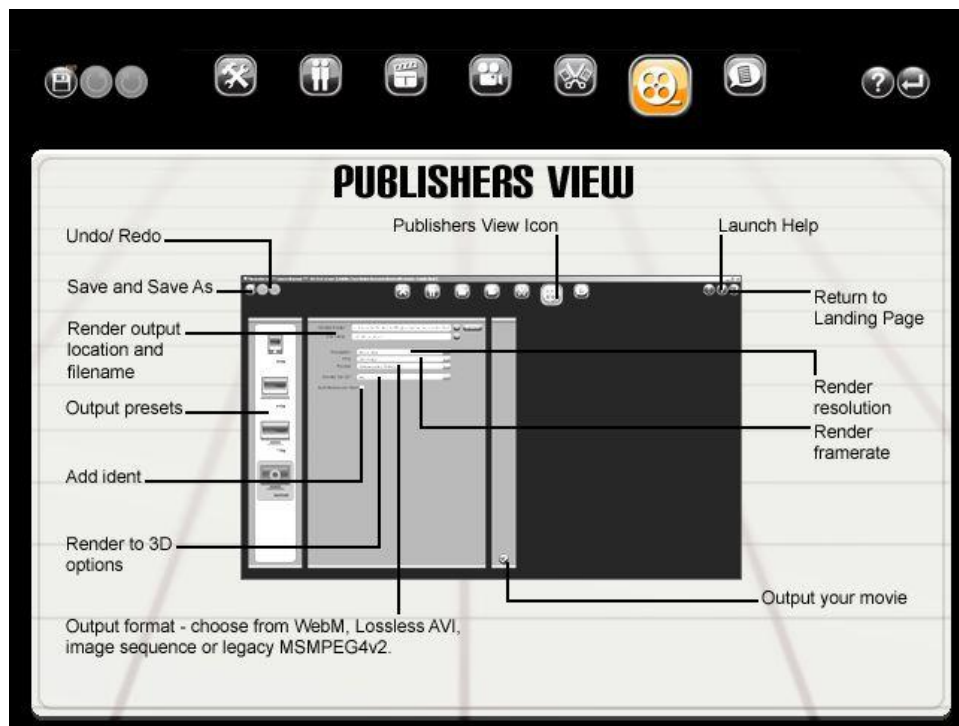 PUBLISHERS VIEW
Undo/ Redo
Publishers View Icon
Launch Help
Save and Save As
Return to
Landing Page
Render output
location and
filename
Render
resolution
Output presets
Render
framerate
Add ident
Render to 3D
options
Output your movie
Output format - choose from WebM, Lossless AVI,
image sequence or legacy MSMPEG4v2.